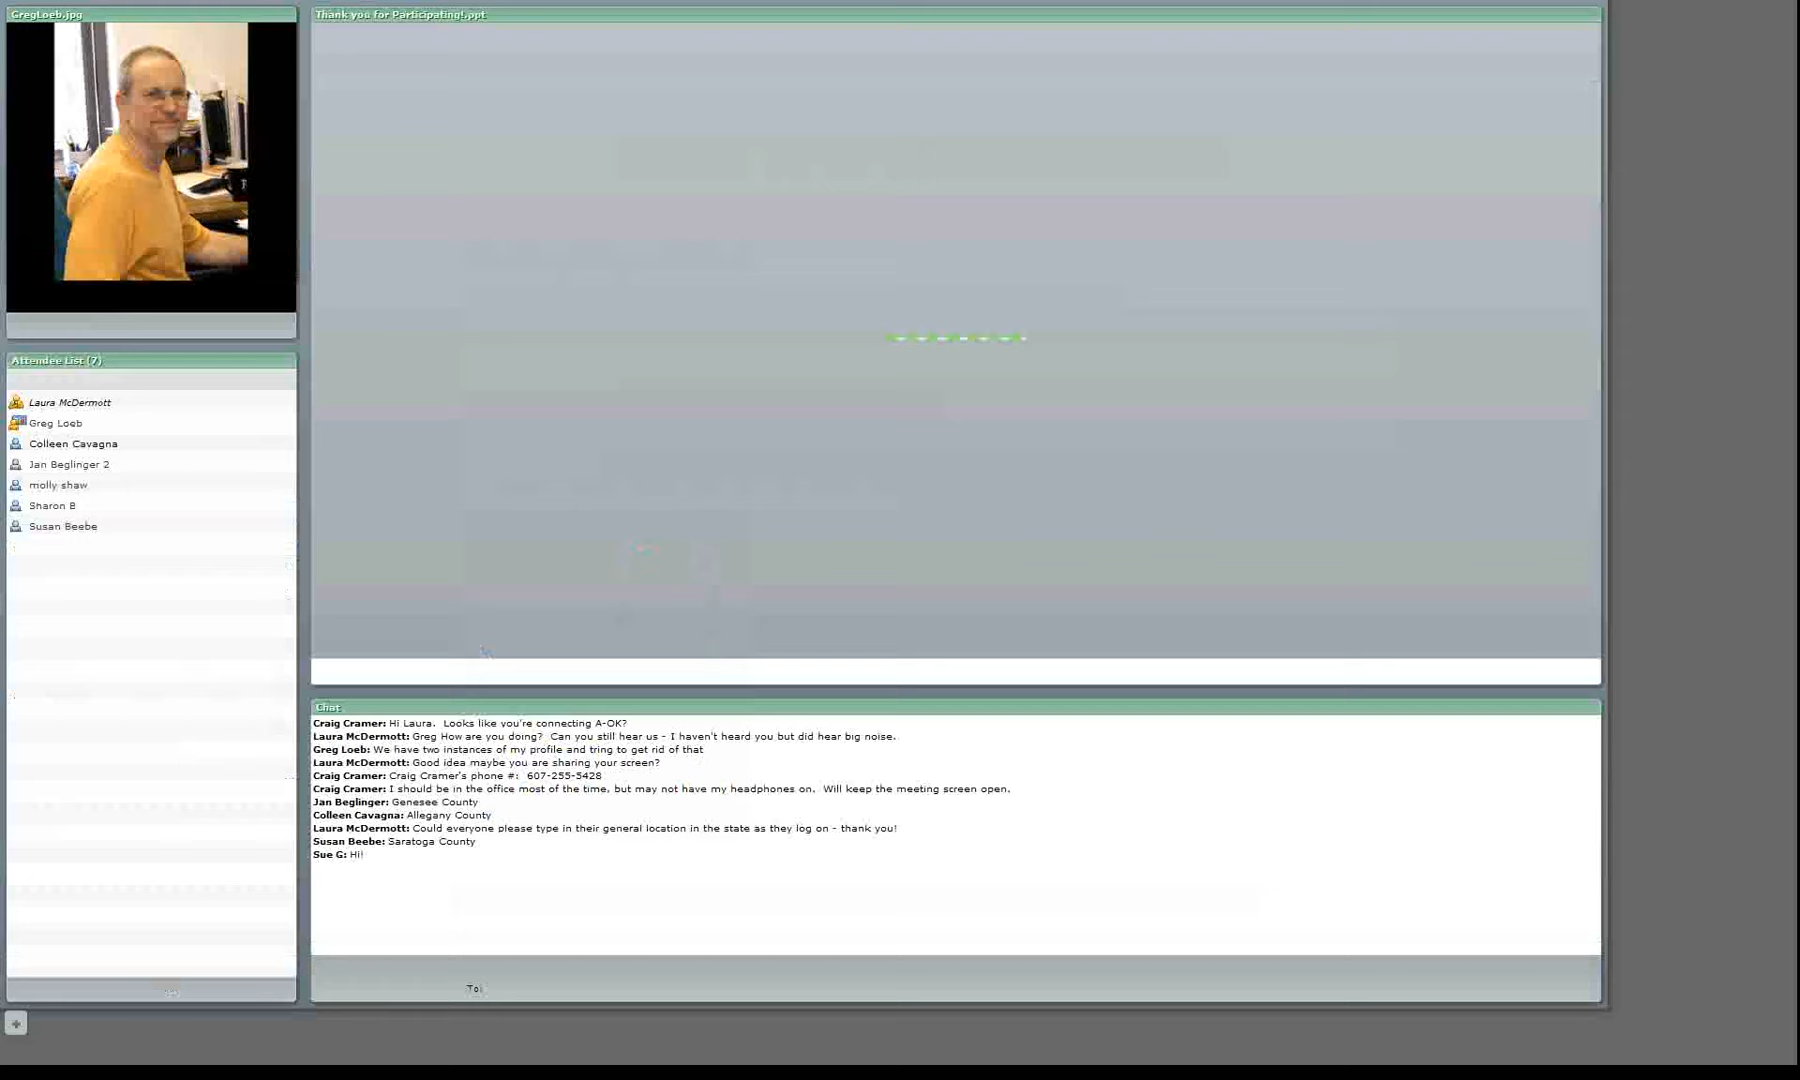 GregLoeb.jpg
Thank you for Participating!.ppt
Attendee List (7)
Laura McDermott
Greg Loeb
Colleen Cavagna
Jan Beglinger 2
molly shaw
Sharon B
Susan Beebe
Chat
Craig Cramer: Hi Laura. Looks like you're connecting A-OK?
Laura McDermott: Greg How are you doing? Can you still hear us - I haven't heard you but did hear big noise.
Greg Loeb: We have two instances of my profile and tring to get rid of that
Laura McDermott: Good idea maybe you are sharing your screen?
Craig Cramer: Craig Cramer's phone #: 607-255-5428
Craig Cramer: I should be in the office most of the time, but may not have my headphones on. Will keep the meeting screen open.
Jan Beglinger: Genesee County
Colleen Cavagna: Allegany County
Laura McDermott: Could everyone please type in their general location in the state as they log on - thank you!
Susan Beebe: Saratoga County
Sue G: Hi!
To: